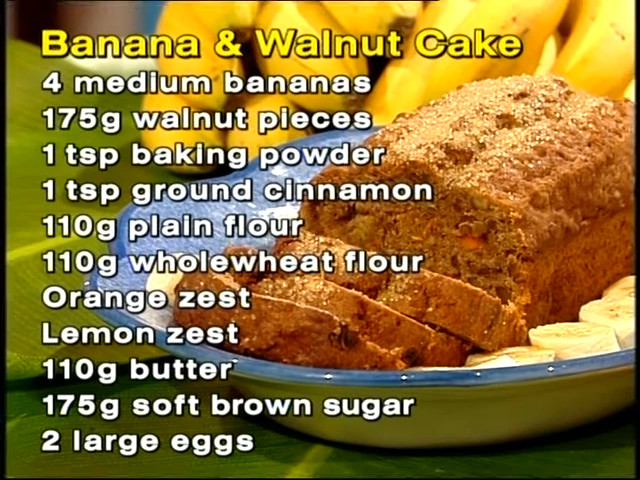 Banana & Walnut Cake
4 medium bananas
175g walnut pieces
1 tsp baking powder
1 tsp ground cinnamon
110g plain flour
110g wholewheat flour
Orange zest
Lemon zest
110g butter
175g soft brown sugar
2 large eggs